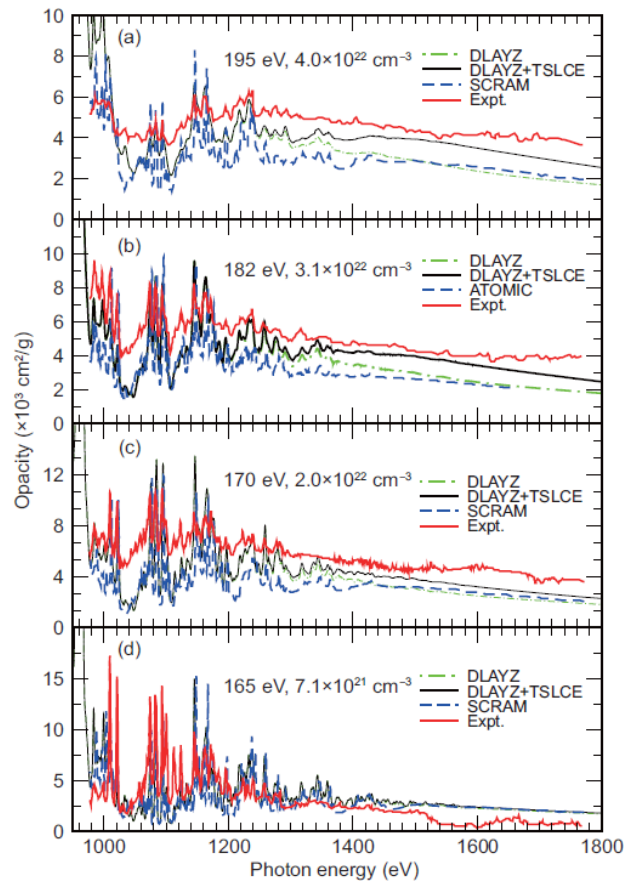 10
(a)
195 eV, 4.0×10²² cm⁻³
DLAYZ
DLAYZ+TSLCE
SCRAM
Expt.
8
6
4
2
0
(b)
182 eV, 3.1×10²² cm⁻³
DLAYZ
DLAYZ+TSLCE
ATOMIC
Expt.
10
8
6
4
2
0
(c)
170 eV, 2.0×10²² cm⁻³
DLAYZ
DLAYZ+TSLCE
SCRAM
Expt.
12
8
4
0
(d)
165 eV, 7.1×10²¹ cm⁻³
DLAYZ
DLAYZ+TSLCE
SCRAM
Expt.
15
10
5
0
1000 1200 1400 1600 1800
Photon energy (eV)
Opacity (×10³ cm²/g)